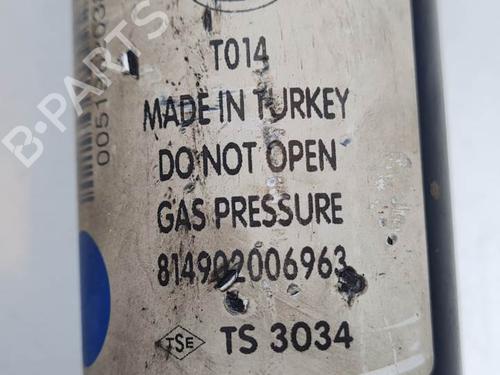 T014
MADE IN TURKEY
DO NOT OPEN
GAS PRESSURE
814902006963
TSE TS 3034
B-PARTS